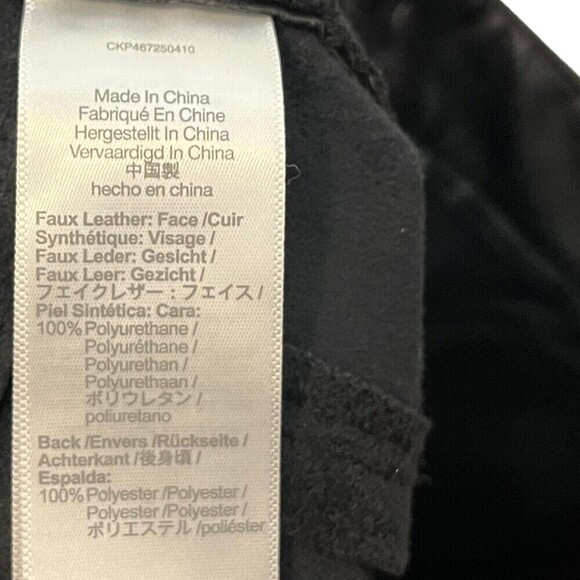 CKP467250410
Made In China
Fabriqué En Chine
Hergestellt In China
Vervaardigd In China
中国製
hecho en china
Faux Leather: Face /Cuir
Synthétique: Visage /
Faux Leder: Gesicht /
Faux Leer: Gezicht /
フェイクレザー：フェイス /
Piel Sintética: Cara:
100% Polyurethane /
Polyuréthane /
Polyurethan /
Polyurethaan /
ポリウレタン /
poliuretano
Back /Envers /Rückseite /
Achterkant /後身頃 /
Espalda:
100% Polyester /Polyester /
Polyester /Polyester /
ポリエステル /poliéster